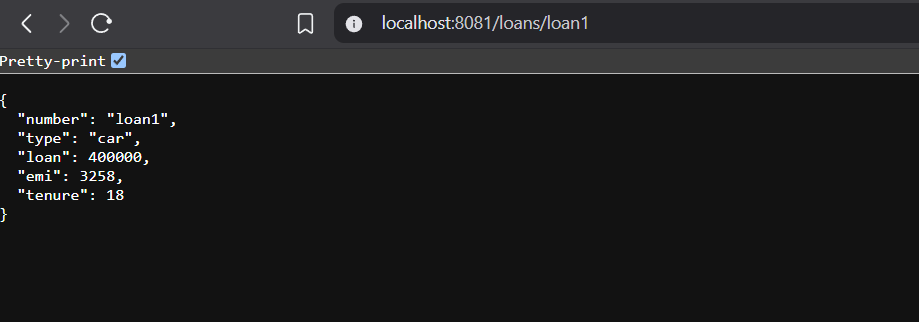 localhost:8081/loans/loan1
Pretty-print
{
  "number": "loan1",
  "type": "car",
  "loan": 400000,
  "emi": 3258,
  "tenure": 18
}